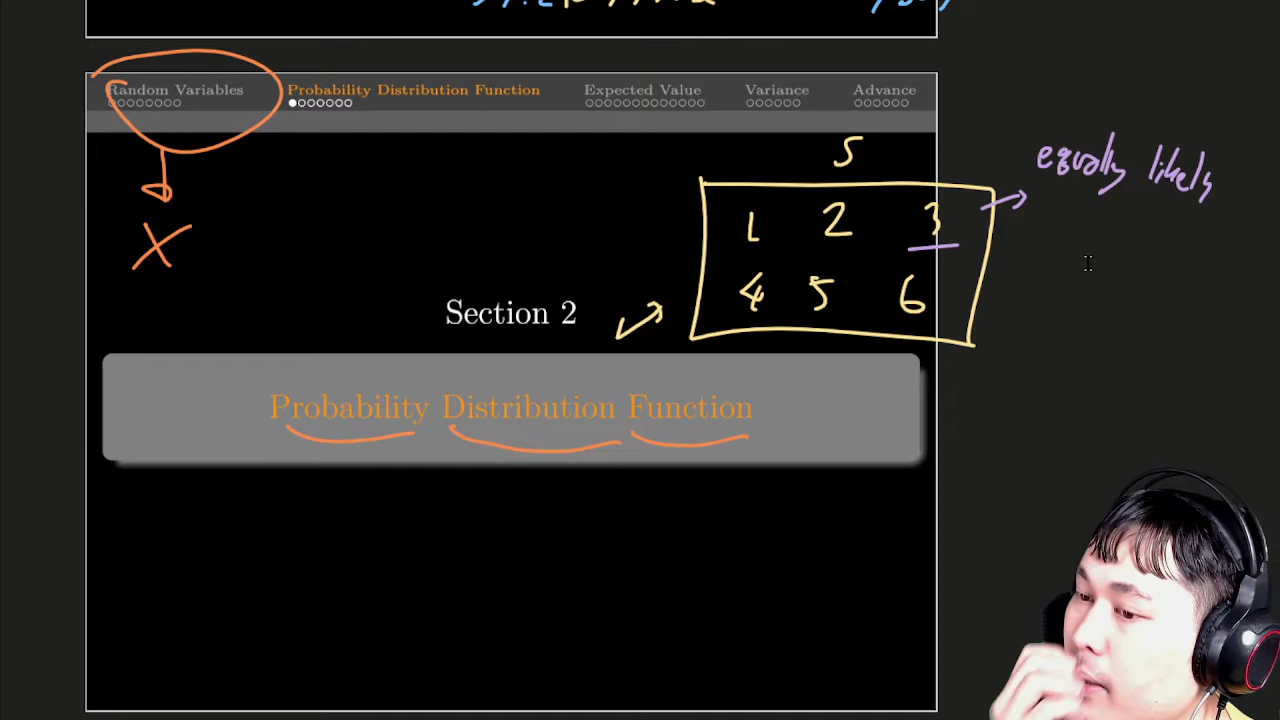 Random Variables Probability Distribution Function Expected Value Variance Advance
S
equally likely
1 2 3
4 5 6
X
Section 2
Probability Distribution Function